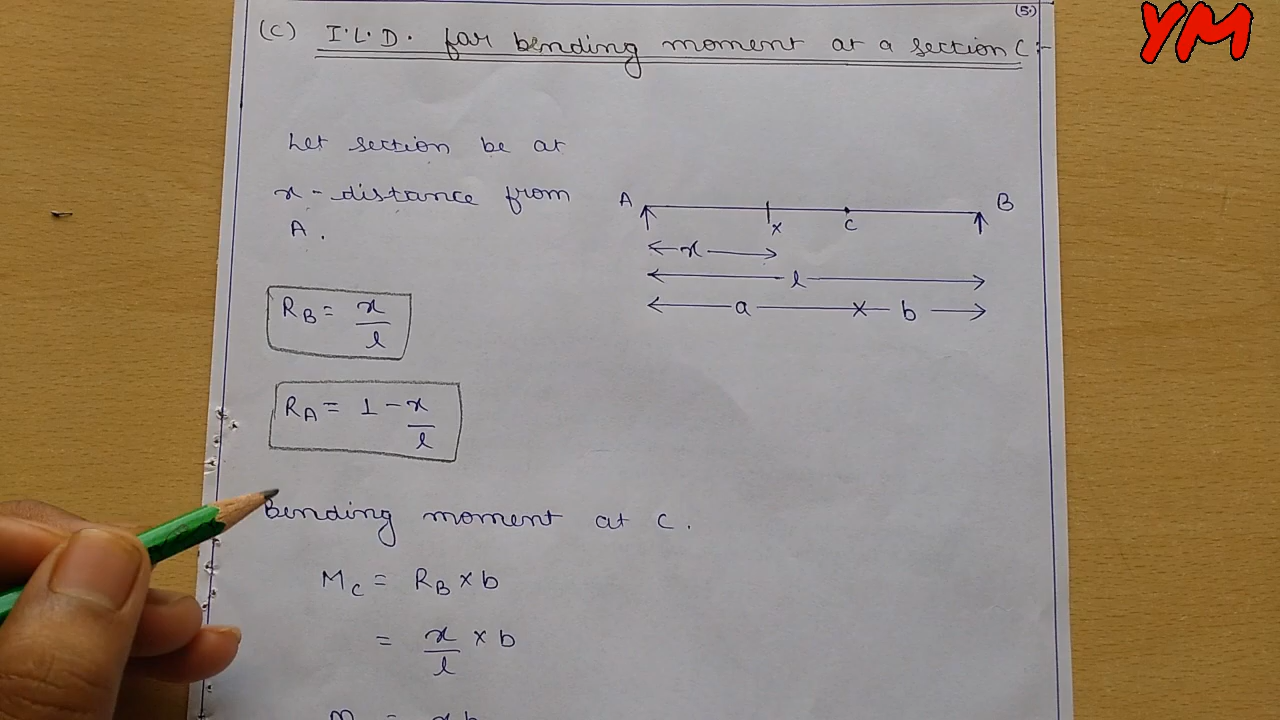 (5.)
YM
(C) I.L.D. for bending moment at a section C :-
Let section be at
x - distance from
A.
A B
x C
x
l
a b
R_B = x/l
R_A = 1 - x/l
Bending moment at C.
M_C = R_B × b
= x/l × b